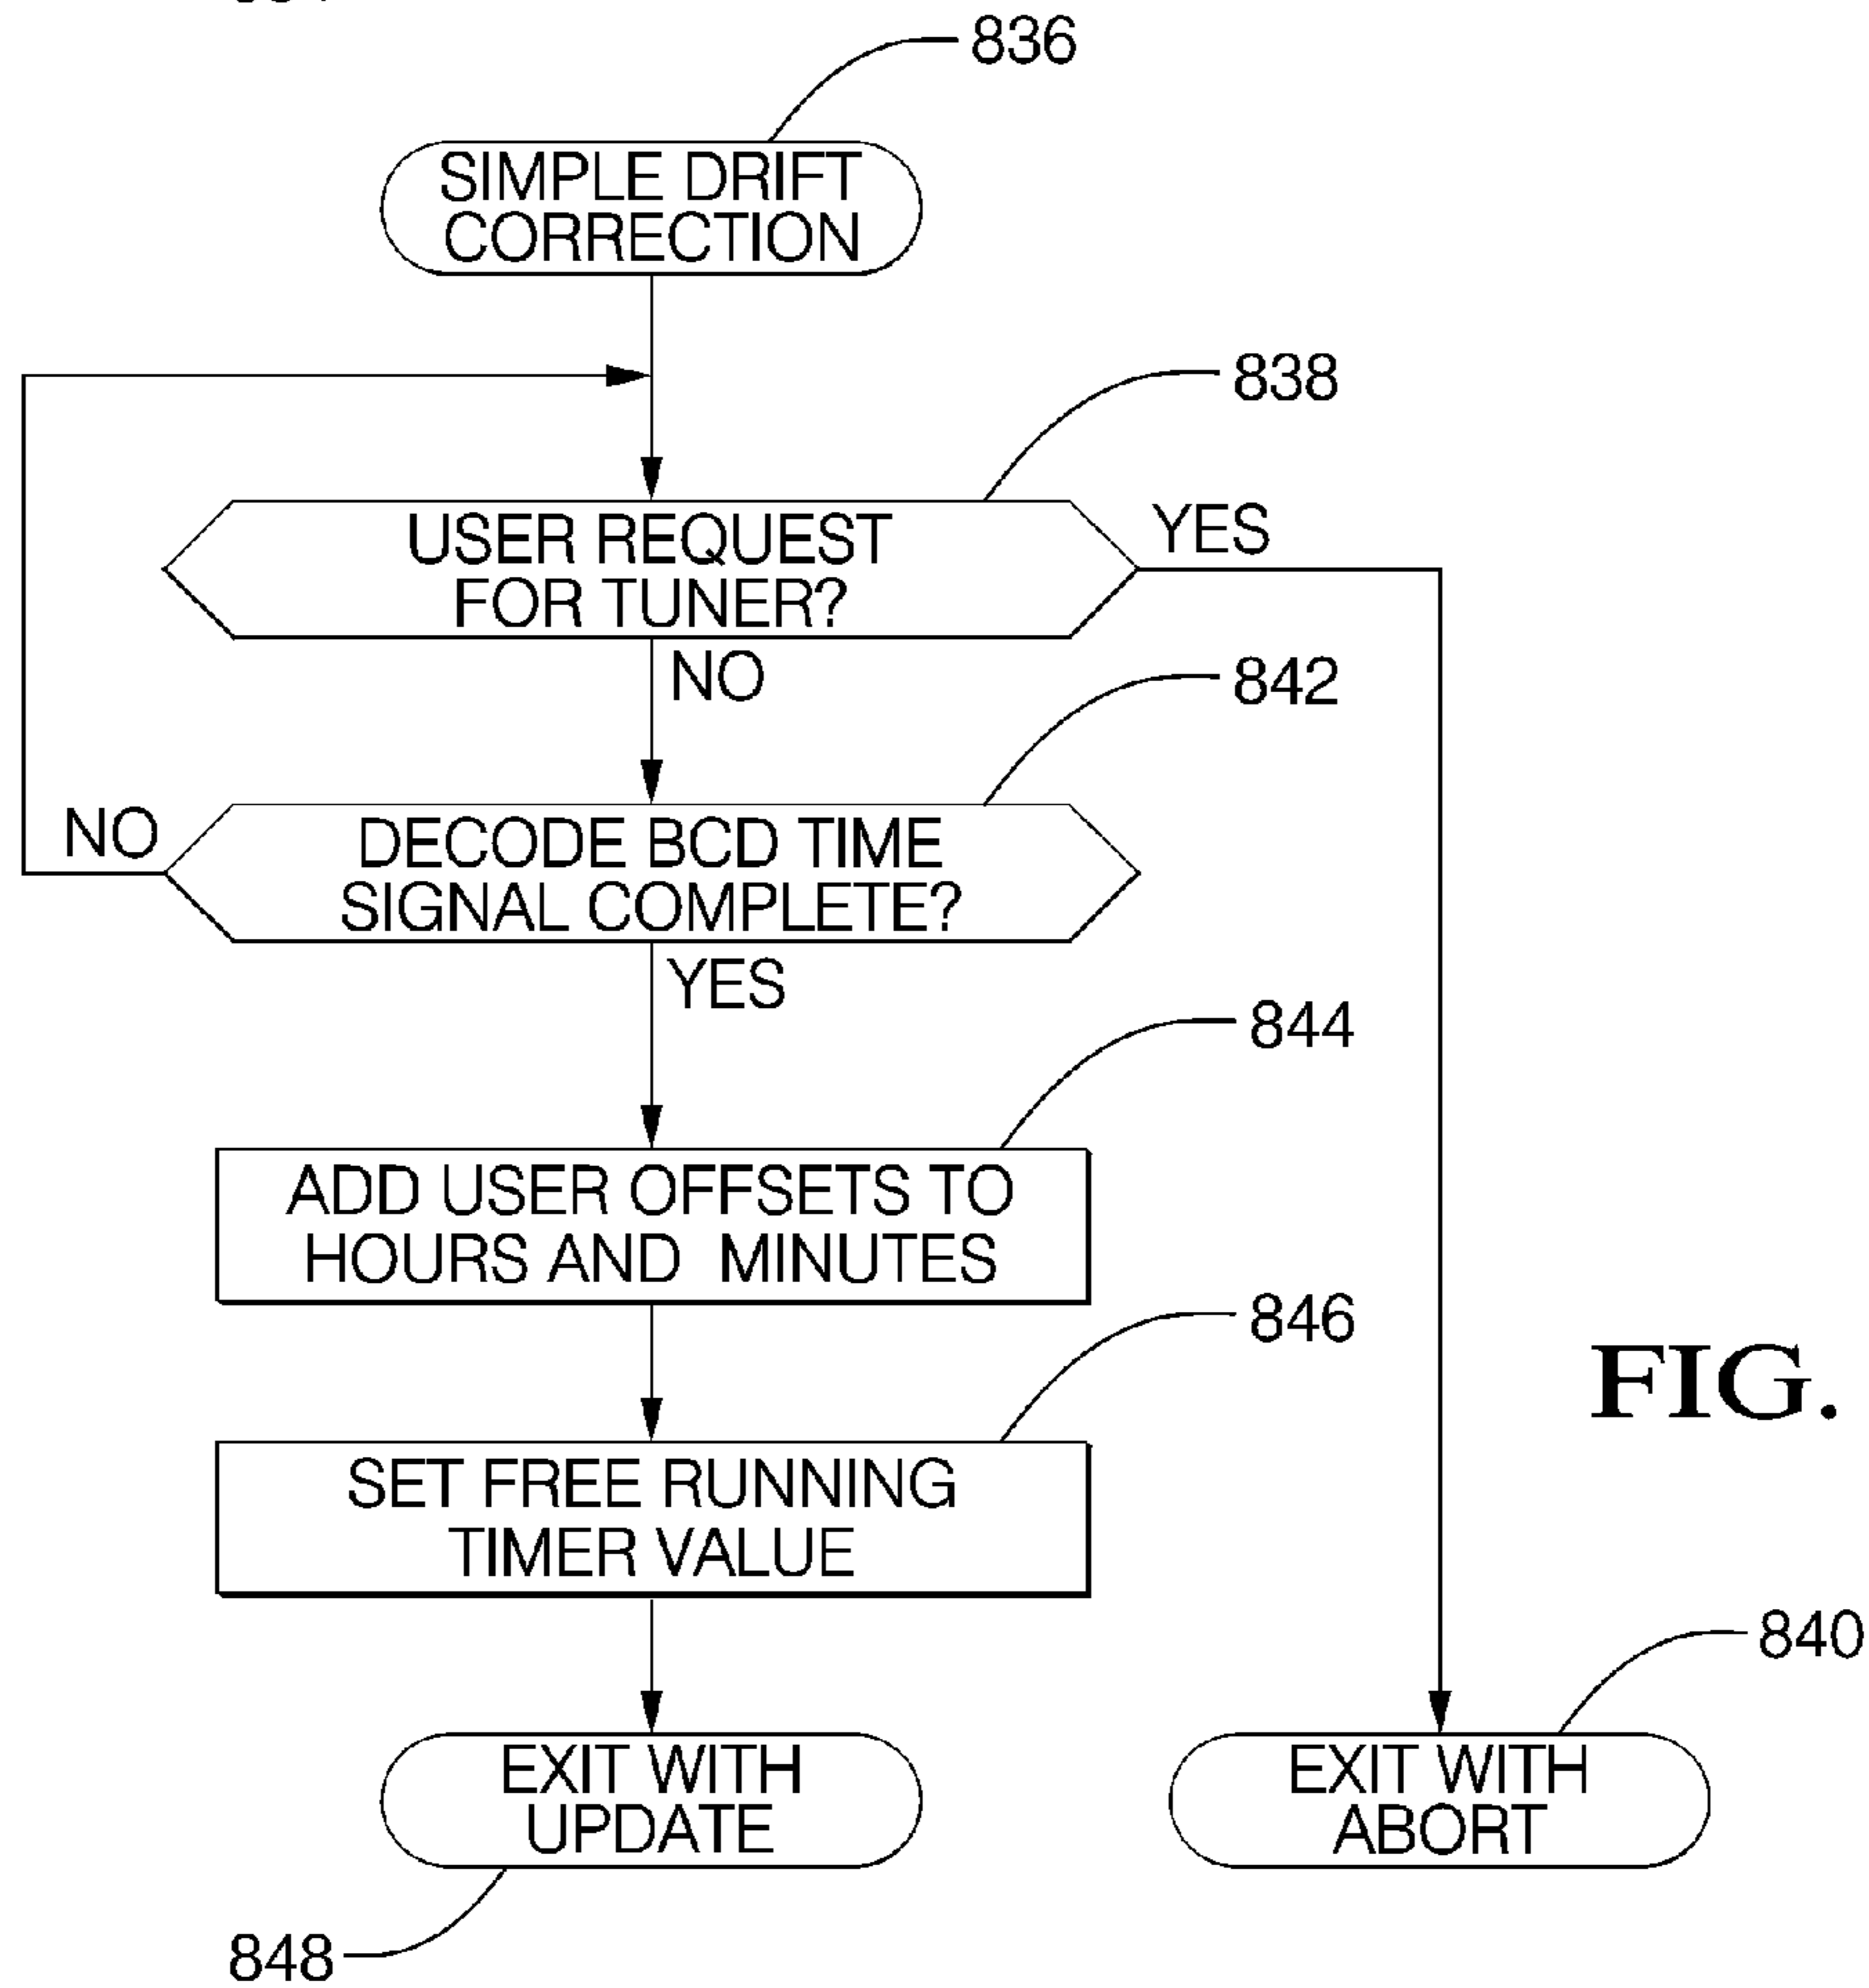 836
SIMPLE DRIFT
CORRECTION
838
USER REQUEST
FOR TUNER?
YES
NO
842
NO
DECODE BCD TIME
SIGNAL COMPLETE?
YES
844
ADD USER OFFSETS TO
HOURS AND MINUTES
846
FIG.
SET FREE RUNNING
TIMER VALUE
840
EXIT WITH
UPDATE
EXIT WITH
ABORT
848